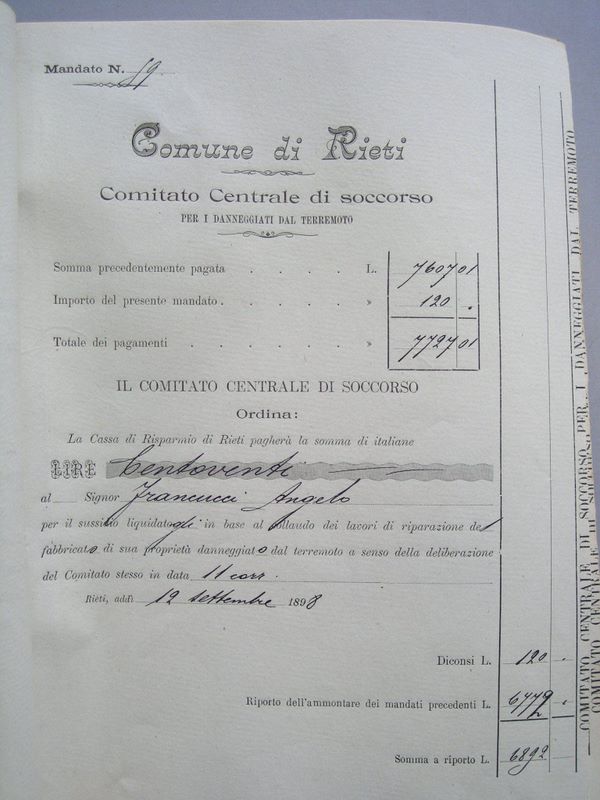 Mandato N. 59
Comune di Rieti
Comitato Centrale di soccorso
PER I DANNEGGIATI DAL TERREMOTO
Somma precedentemente pagata . . . . L. 7607 01
Importo del presente mandato . . . . » 120 .
Totale dei pagamenti . . . . . » 7727 01
IL COMITATO CENTRALE DI SOCCORSO
Ordina:
La Cassa di Risparmio di Rieti pagherà la somma di italiane
LIRE Centoventi
al Signor Francucci Angelo
per il sussidio liquidatogli in base al collaudo dei lavori di riparazione del
fabbricato di sua proprietà danneggiato dal terremoto a senso della deliberazione
del Comitato stesso in data 11 corr.
Rieti, addì 12 settembre 1898
Diconsi L. 120 .
Riporto dell'ammontare dei mandati precedenti L.
Somma a riporto L. 6892
COMITATO CENTRALE DI SOCCORSO PER I DANNEGGIATI DAL TERREMOTO
COMITATO CENTRALE DI